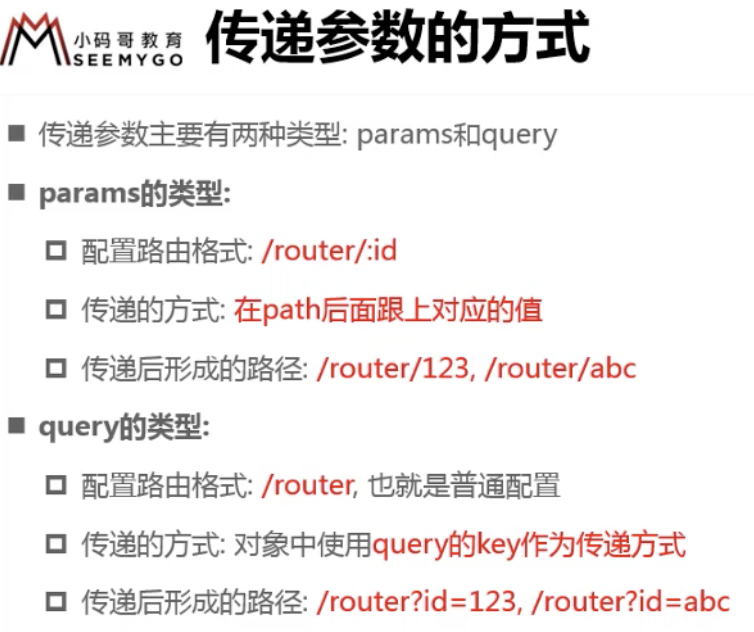 小码哥教育
SEEMYGO
传递参数的方式
传递参数主要有两种类型: params和query
params的类型:
配置路由格式: /router/:id
传递的方式: 在path后面跟上对应的值
传递后形成的路径: /router/123, /router/abc
query的类型:
配置路由格式: /router, 也就是普通配置
传递的方式: 对象中使用query的key作为传递方式
传递后形成的路径: /router?id=123, /router?id=abc